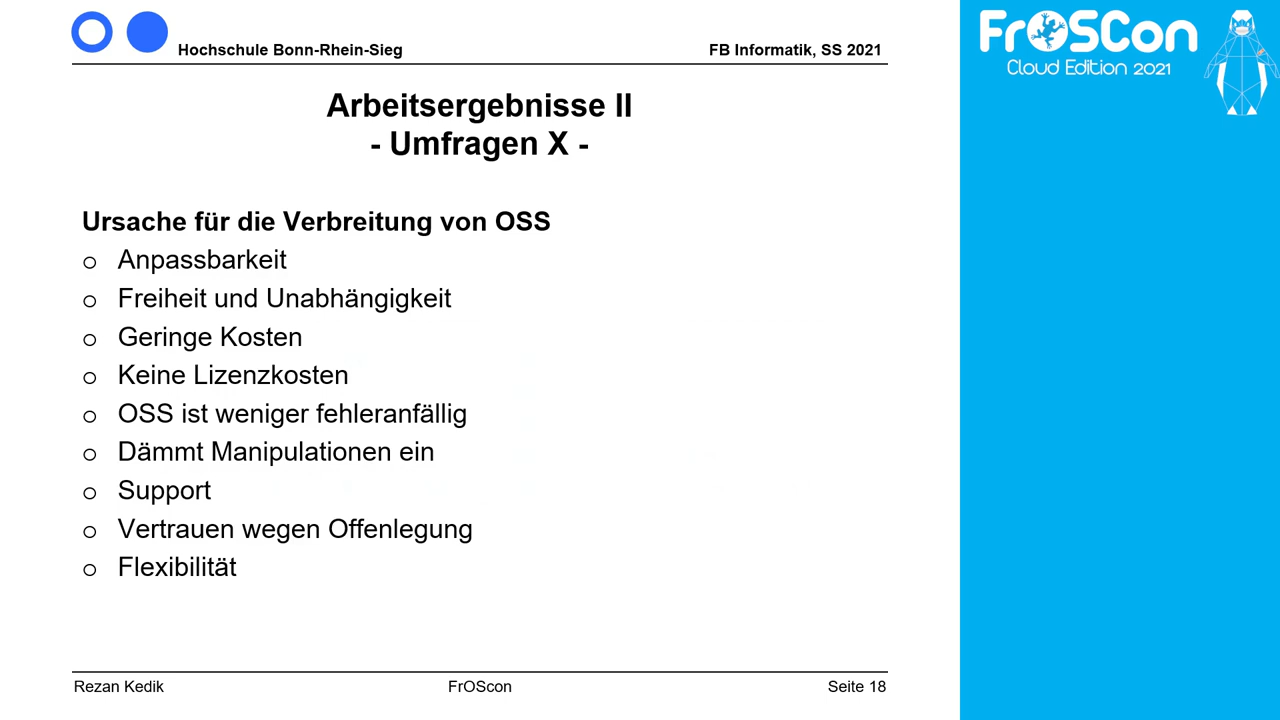 Hochschule Bonn-Rhein-Sieg
FB Informatik, SS 2021
FrOSCon
Cloud Edition 2021
Arbeitsergebnisse II
- Umfragen X -
Ursache für die Verbreitung von OSS
o Anpassbarkeit
o Freiheit und Unabhängigkeit
o Geringe Kosten
o Keine Lizenzkosten
o OSS ist weniger fehleranfällig
o Dämmt Manipulationen ein
o Support
o Vertrauen wegen Offenlegung
o Flexibilität
Rezan Kedik
FrOScon
Seite 18